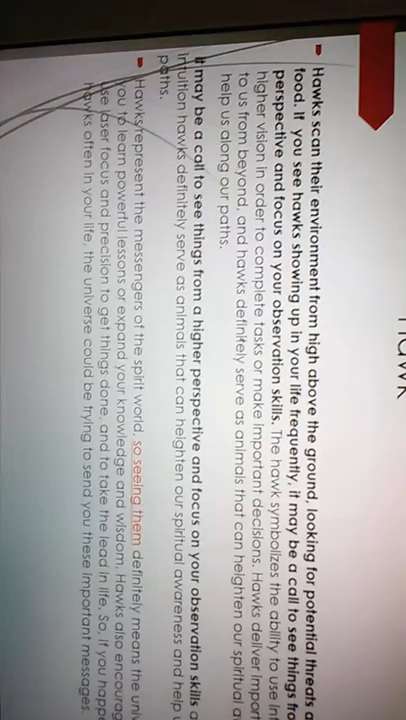 Hawk
Hawks scan their environment from high above the ground, looking for potential threats
food. If you see hawks showing up in your life frequently, it may be a call to see things
perspective and focus on your observation skills. The hawk symbolizes the ability to use
higher vision in order to complete tasks or make important decisions. Hawks deliver
to us from beyond, and hawks definitely serve as animals that can heighten our spiritual
help us along our paths.
It may be a call to see things from a higher perspective and focus on your observation skills
intuition hawks definitely serve as animals that can heighten our spiritual awareness and help
paths.
Hawks represent the messengers of the spirit world, so seeing them definitely means the
you to learn powerful lessons or expand your knowledge and wisdom. Hawks also
use laser focus and precision to get things done, and to take the lead in life. So, if you
hawks often in your life, the universe could be trying to send you these important messages.